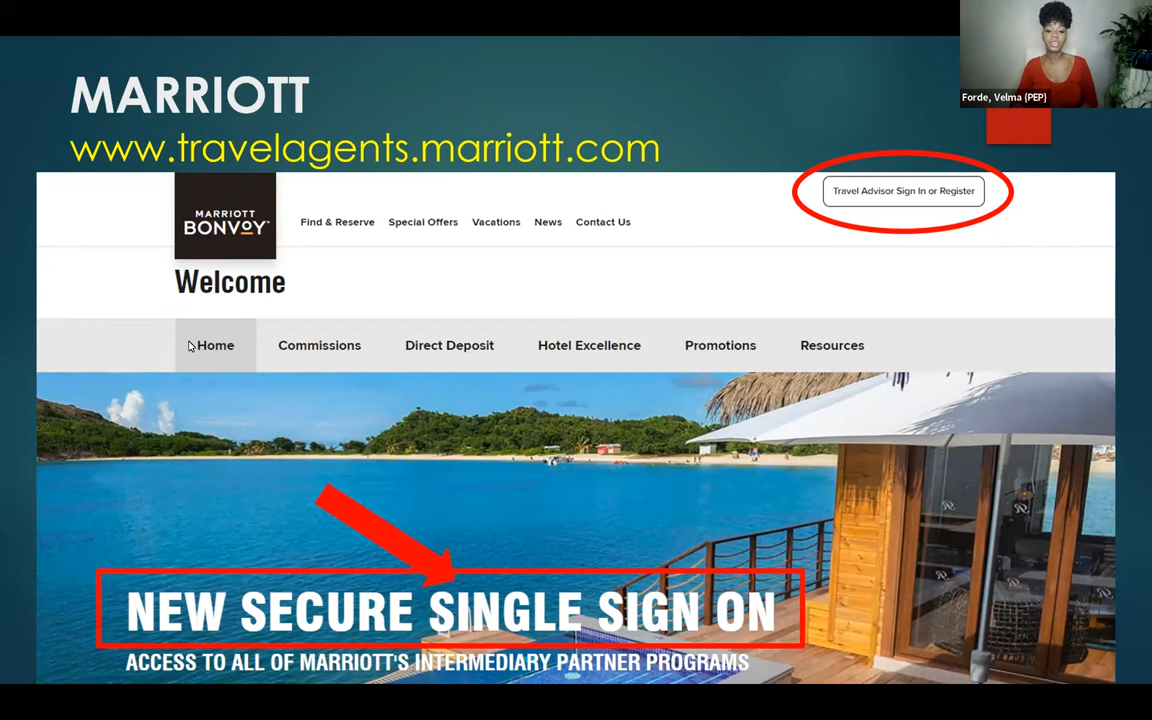 MARRIOTT
www.travelagents.marriott.com
Forde, Velma {PEP}
Travel Advisor Sign In or Register
MARRIOTT
BONVOY™
Find & Reserve Special Offers Vacations News Contact Us
Welcome
Home Commissions Direct Deposit Hotel Excellence Promotions Resources
NEW SECURE SINGLE SIGN ON
ACCESS TO ALL OF MARRIOTT'S INTERMEDIARY PARTNER PROGRAMS